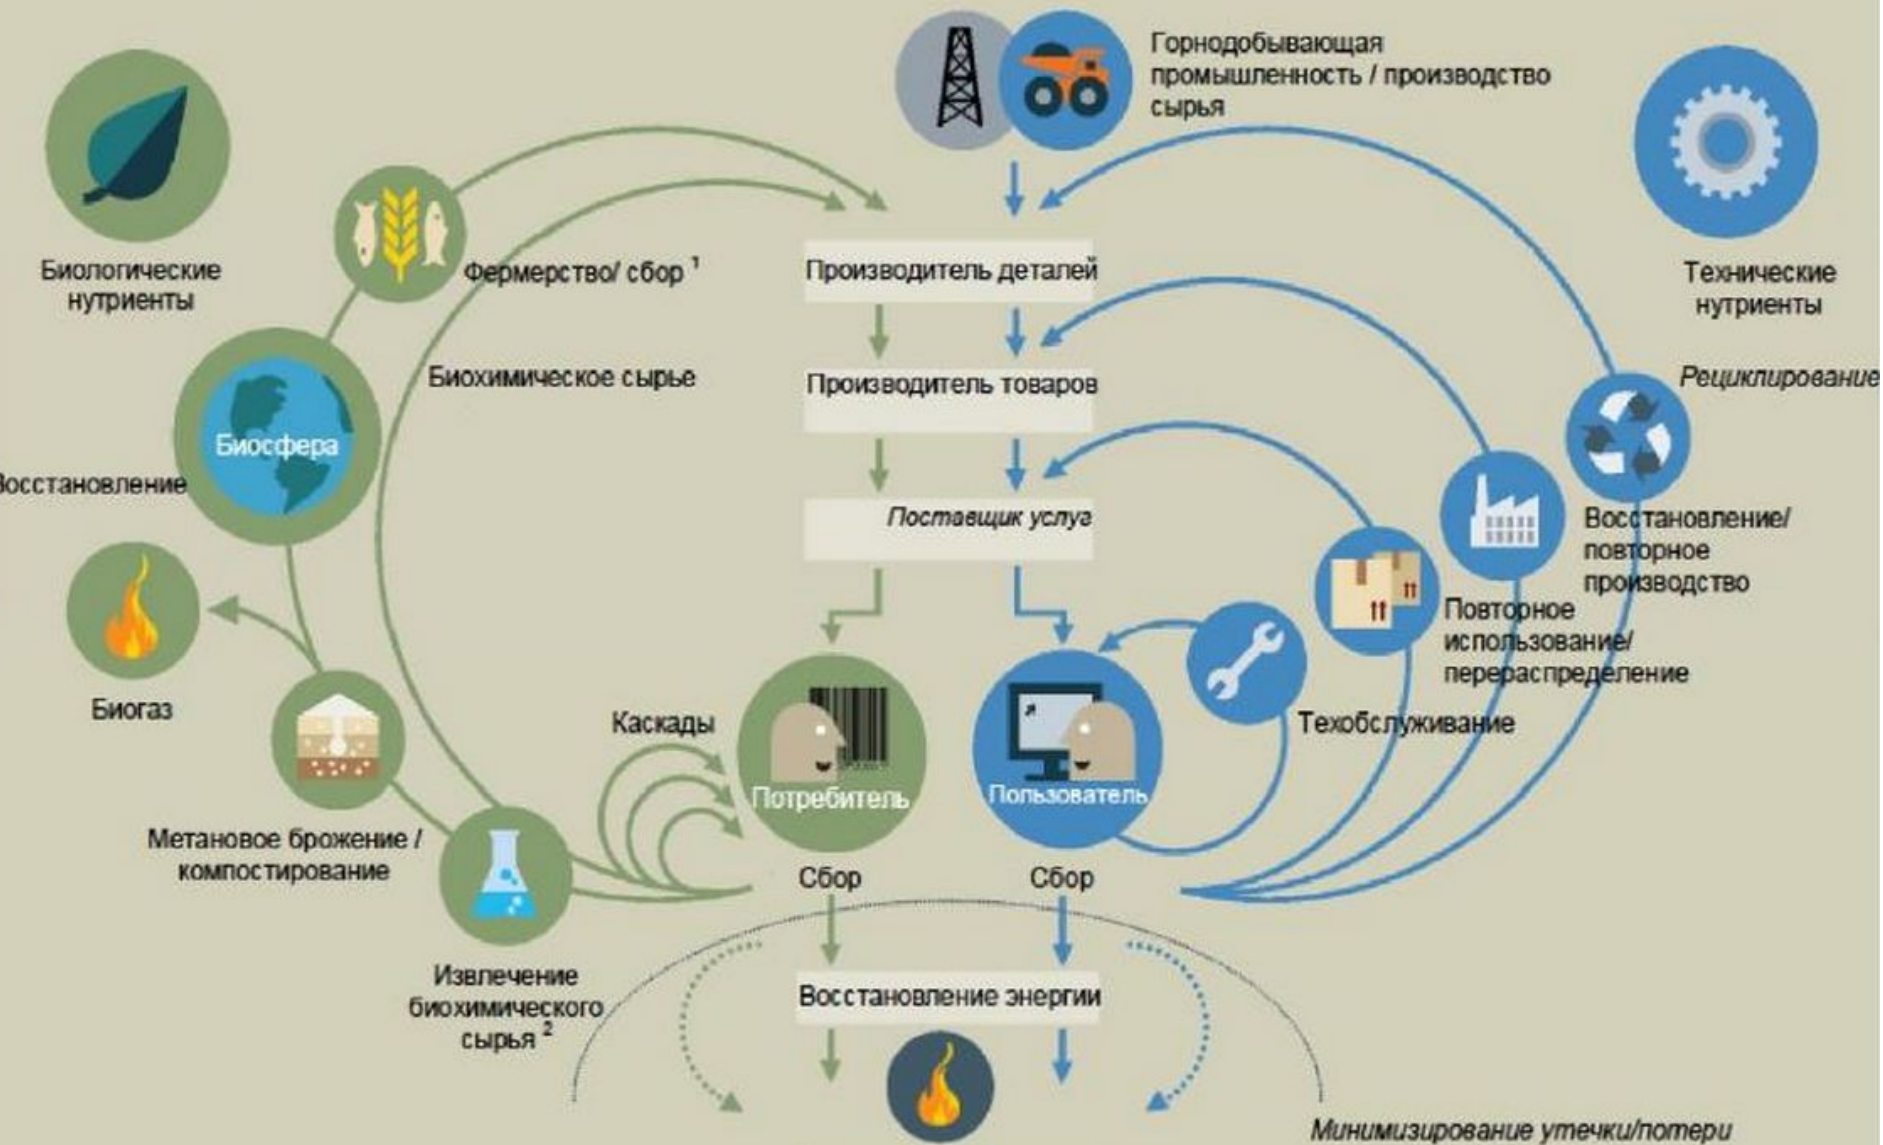 Горнодобывающая
промышленность / производство
сырья
Биологические
нутриенты
Фермерство/ сбор 1
Производитель деталей
Технические
нутриенты
Биохимическое сырье
Производитель товаров
Рециклирование
Биосфера
Восстановление
Поставщик услуг
Восстановление/
повторное
производство
Повторное
использование/
перераспределение
Биогаз
Каскады
Техобслуживание
Потребитель
Пользователь
Метановое брожение /
компостирование
Сбор
Сбор
Извлечение
биохимического
сырья 2
Восстановление энергии
Минимизирование утечки/потери